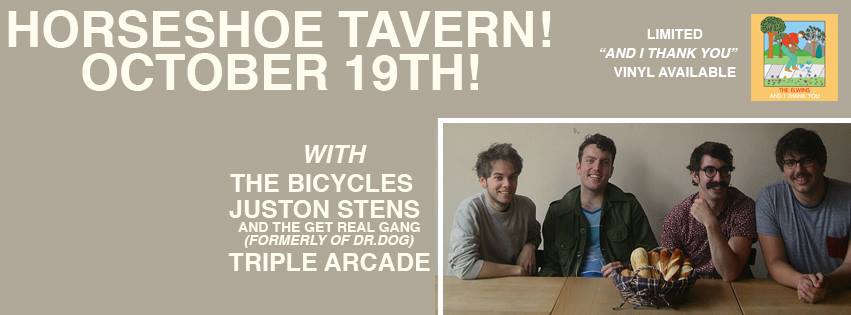 HORSESHOE TAVERN!
OCTOBER 19TH!
LIMITED
“AND I THANK YOU”
VINYL AVAILABLE
THE ELWINS
AND I THANK YOU
WITH
THE BICYCLES
JUSTON STENS
AND THE GET REAL GANG
(FORMERLY OF DR.DOG)
TRIPLE ARCADE